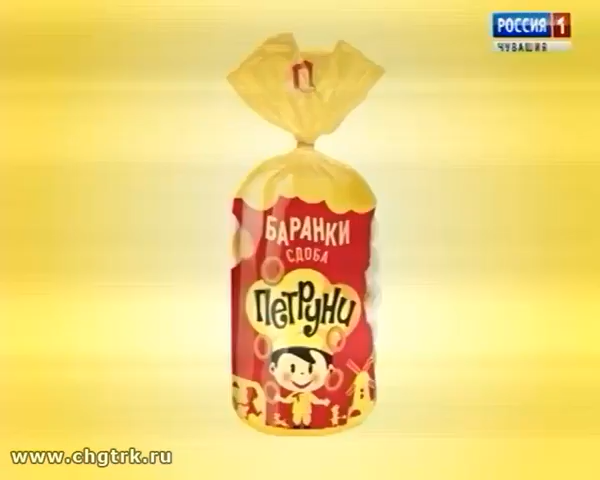 РОССИЯ 1
ЧУВАШИЯ
П
БАРАНКИ
СДОБА
ПЕТРУНИ
www.chgtrk.ru